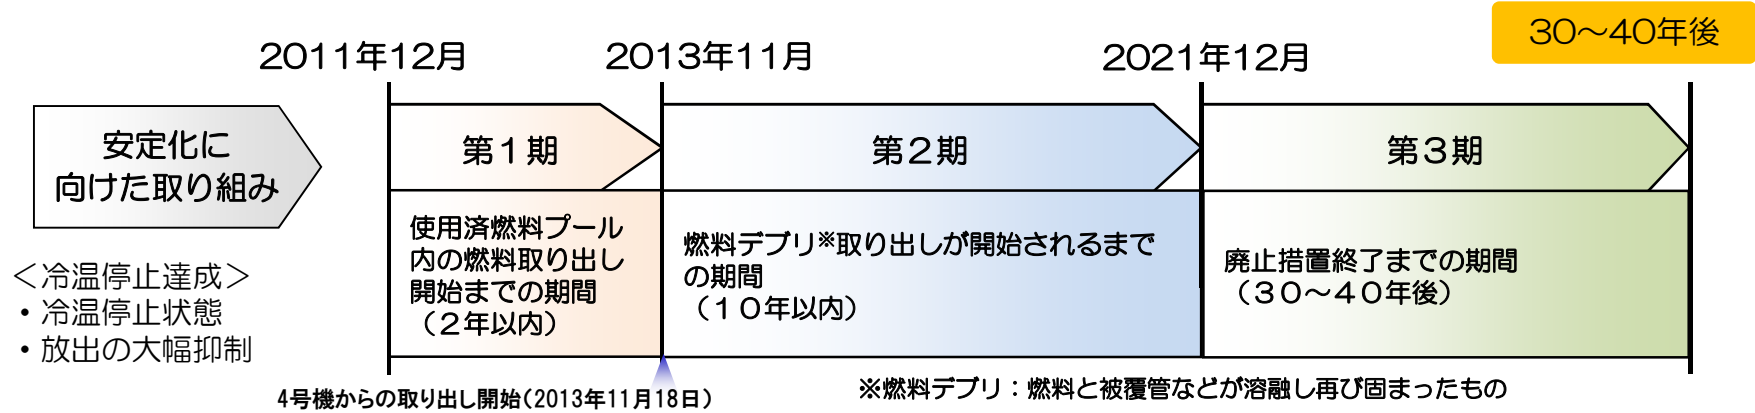 30～40年後
2011年12月
2013年11月
2021年12月
安定化に
向けた取り組み
第１期
第２期
第３期
使用済燃料プール
内の燃料取り出し
開始までの期間
（２年以内）
燃料デブリ※取り出しが開始されるまで
の期間
（１０年以内）
廃止措置終了までの期間
（３０～４０年後）
＜冷温停止達成＞
・冷温停止状態
・放出の大幅抑制
4号機からの取り出し開始（2013年11月18日）
※燃料デブリ：燃料と被覆管などが溶融し再び固まったもの